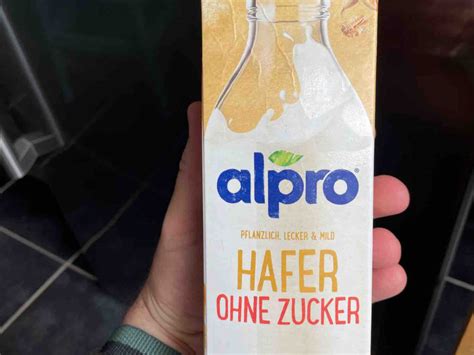 alpro
PFLANZLICH, LECKER & MILD
HAFER
OHNE ZUCKER